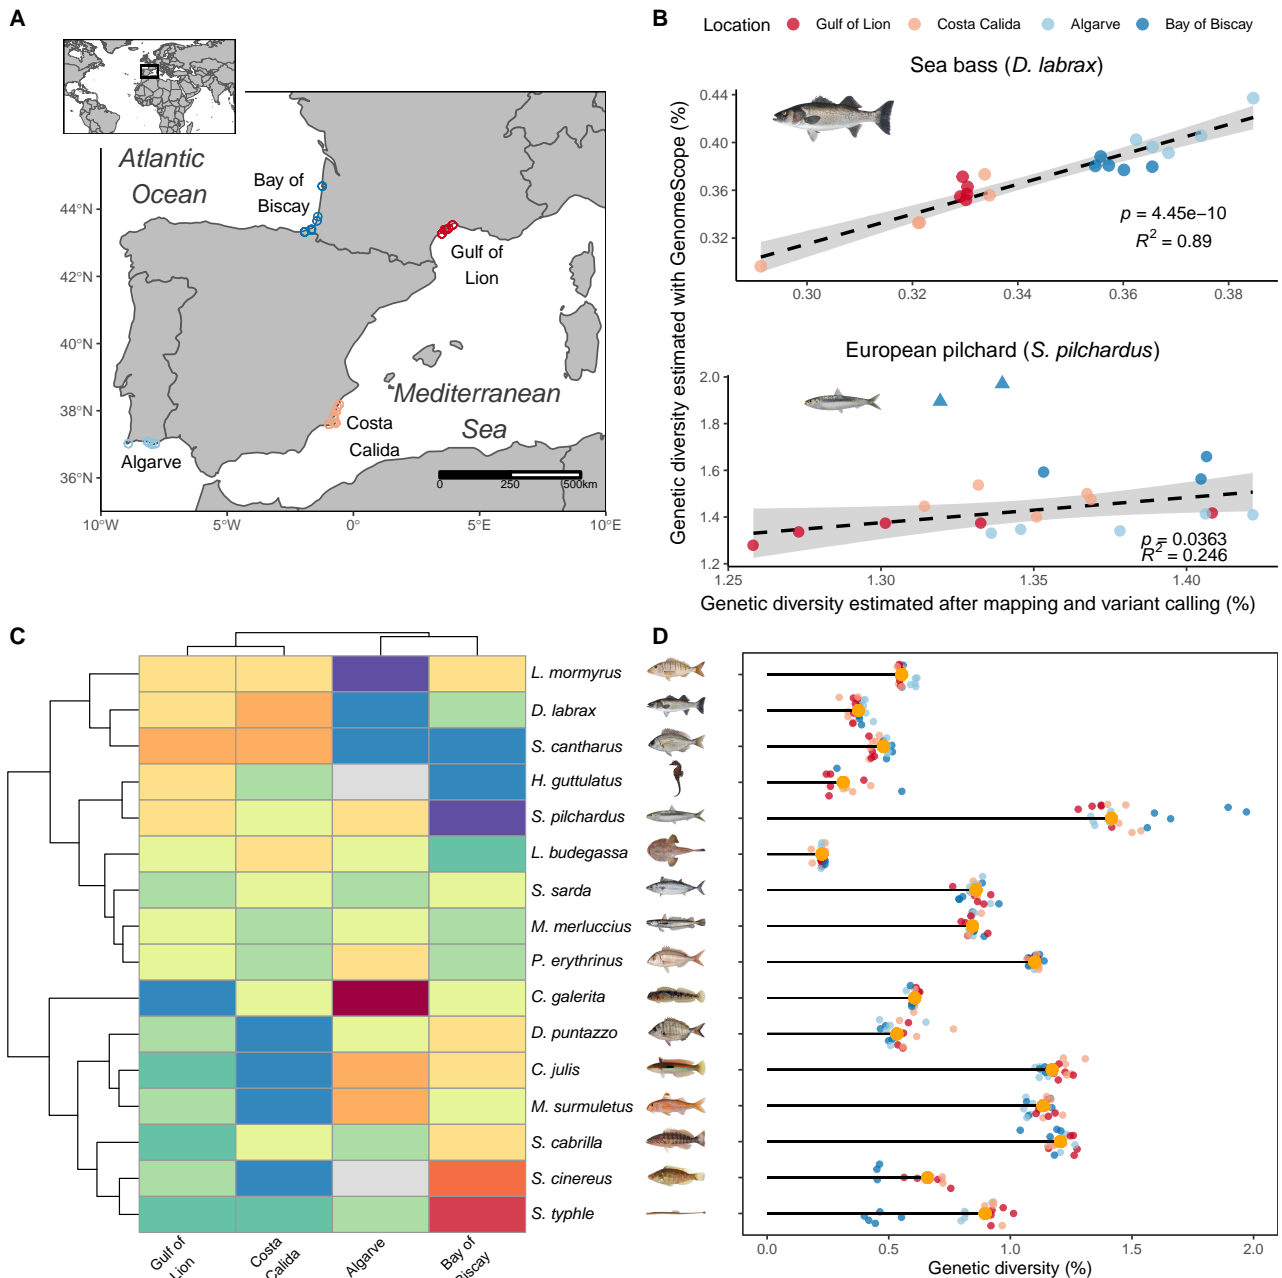 A
Atlantic
Ocean
Bay of
Biscay
Gulf of
Lion
Mediterranean
Sea
Costa
Calida
Algarve
0
250
500km
44°N
42°N
40°N
38°N
36°N
10°W
5°W
0°
5°E
10°E
B
Location
Gulf of Lion
Costa Calida
Algarve
Bay of Biscay
Sea bass (D. labrax)
0.44
0.40
0.36
0.32
p = 4.45e−10
R² = 0.89
0.30
0.32
0.34
0.36
0.38
Genetic diversity estimated with GenomeScope (%)
European pilchard (S. pilchardus)
2.0
1.8
1.6
1.4
1.2
p = 0.0363
R² = 0.246
1.25
1.30
1.35
1.40
Genetic diversity estimated after mapping and variant calling (%)
C
L. mormyrus
D. labrax
S. cantharus
H. guttulatus
S. pilchardus
L. budegassa
S. sarda
M. merluccius
P. erythrinus
C. galerita
D. puntazzo
C. julis
M. surmuletus
S. cabrilla
S. cinereus
S. typhle
Gulf of
Lion
Costa
Calida
Algarve
Bay of
Biscay
D
0.0
0.5
1.0
1.5
2.0
Genetic diversity (%)